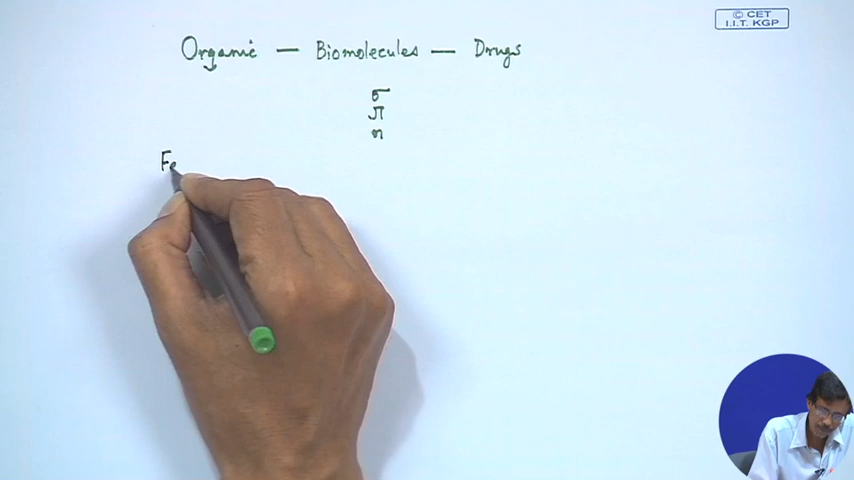 © CET
I.I.T. KGP
Organic — Biomolecules — Drugs
σ
π
n
Fe